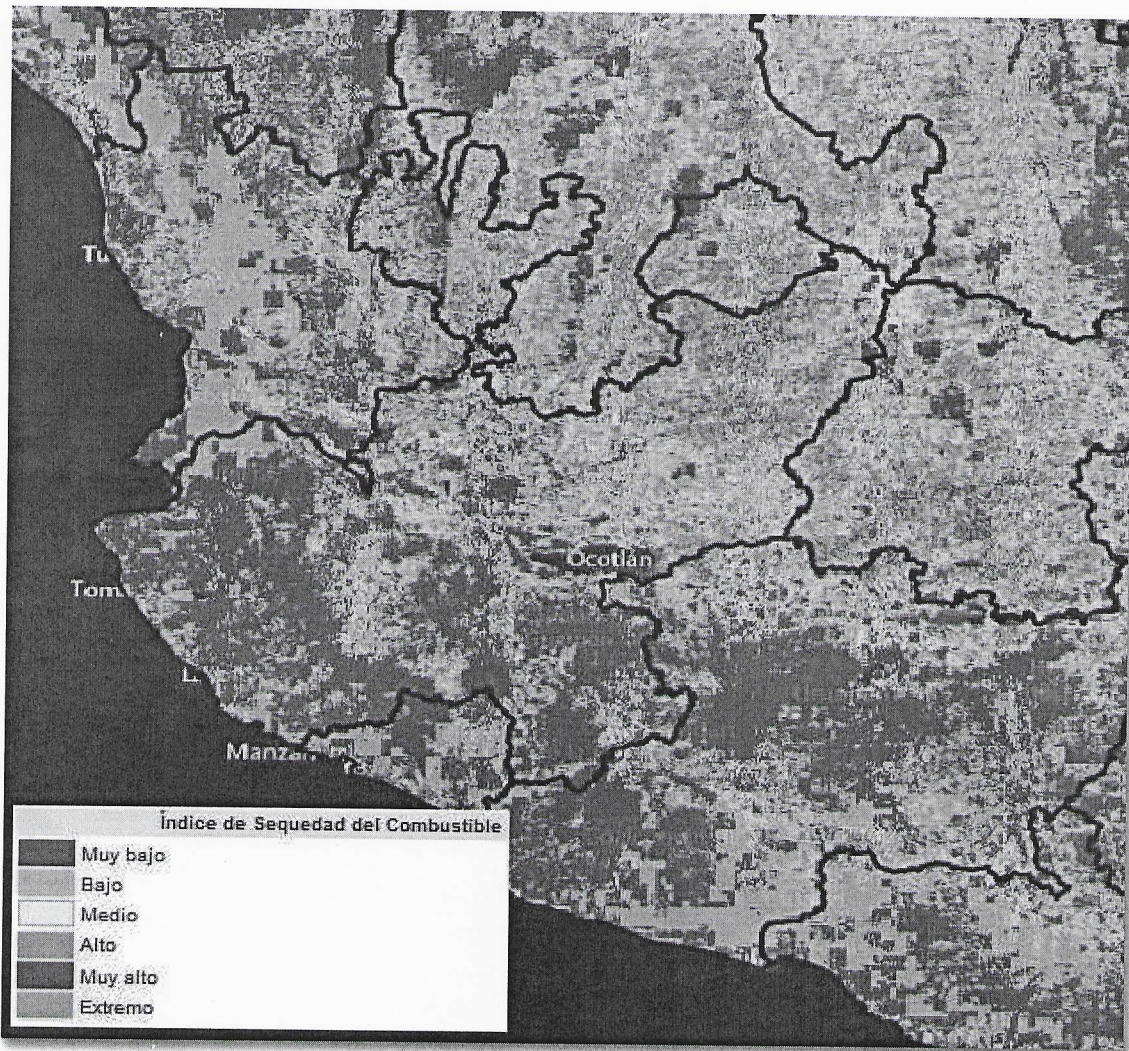 Ocotlán
Índice de Sequedad del Combustible
Muy bajo
Bajo
Medio
Alto
Muy alto
Extremo